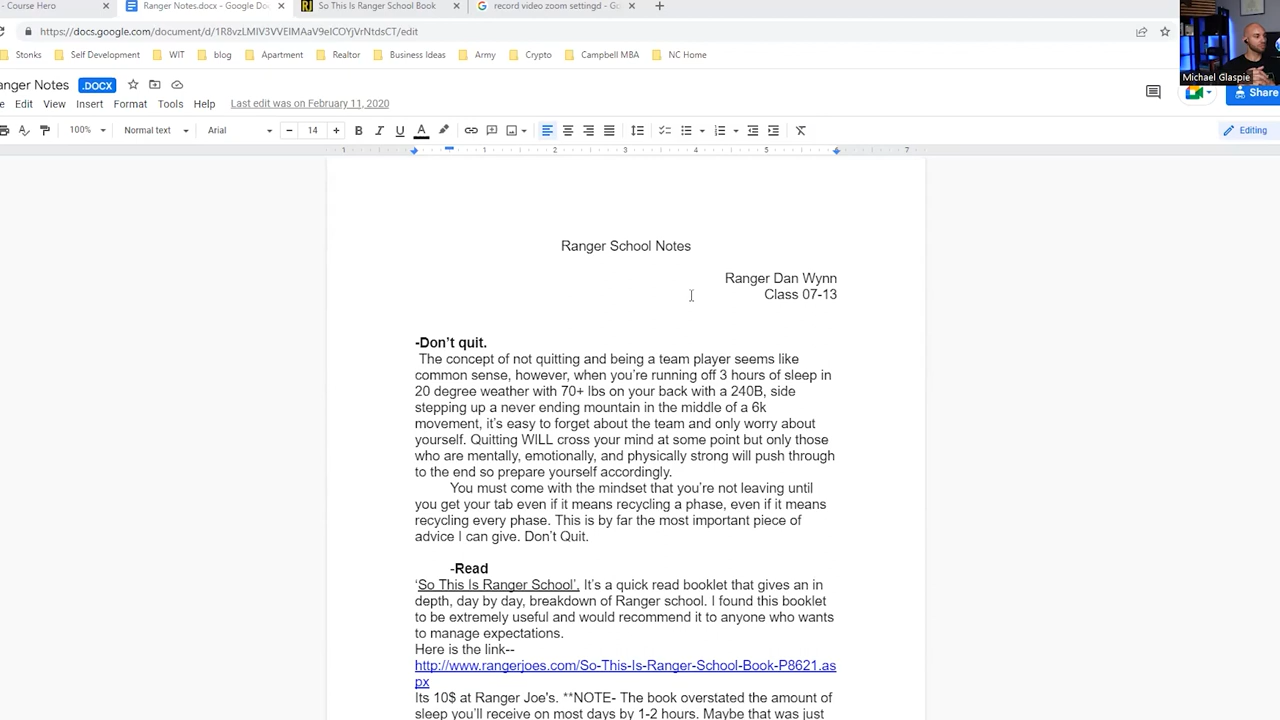 - Course Hero
Ranger Notes.docx - Google Do
So This Is Ranger School Book
record video zoom settingd - Go
https://docs.google.com/document/d/1R8vzLMIV3VVElMAaV9eICOYjVrNtdsCT/edit
Stonks
Self Development
WIT
blog
Apartment
Realtor
Business Ideas
Army
Crypto
Campbell MBA
NC Home
Michael Glaspie
anger Notes
.DOCX
Share
Edit View Insert Format Tools Help Last edit was on February 11, 2020
100% Normal text Arial 14 Editing
1 1 2 3 4 5 6 7
Ranger School Notes
Ranger Dan Wynn
Class 07-13
-Don't quit.
The concept of not quitting and being a team player seems like
common sense, however, when you're running off 3 hours of sleep in
20 degree weather with 70+ lbs on your back with a 240B, side
stepping up a never ending mountain in the middle of a 6k
movement, it's easy to forget about the team and only worry about
yourself. Quitting WILL cross your mind at some point but only those
who are mentally, emotionally, and physically strong will push through
to the end so prepare yourself accordingly.
You must come with the mindset that you're not leaving until
you get your tab even if it means recycling a phase, even if it means
recycling every phase. This is by far the most important piece of
advice I can give. Don't Quit.
-Read
'So This Is Ranger School'. It's a quick read booklet that gives an in
depth, day by day, breakdown of Ranger school. I found this booklet
to be extremely useful and would recommend it to anyone who wants
to manage expectations.
Here is the link--
http://www.rangerjoes.com/So-This-Is-Ranger-School-Book-P8621.as
px
Its 10$ at Ranger Joe's. **NOTE- The book overstated the amount of
sleep you'll receive on most days by 1-2 hours. Maybe that was just